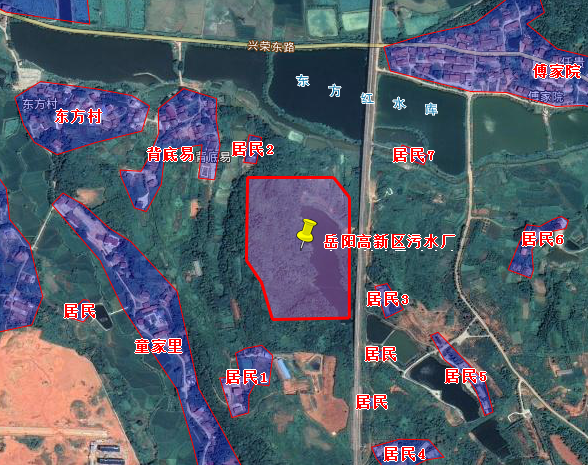 兴荣东路
傅家院
东方红水库
傅家院
东方村
东方村
背底易
背底易
居民2
居民7
岳阳高新区污水厂
居民6
居民
居民3
童家里
居民
居民1
居民5
居民
居民4